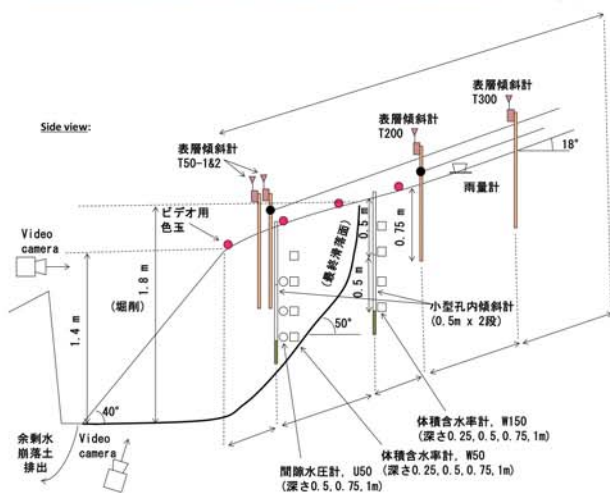 Side view:
表層傾斜計
T300
表層傾斜計
T200
表層傾斜計
T50-1&2
18°
雨量計
ビデオ用
色玉
Video
camera
1.8 m
1.4 m
(掘削)
(最終滑落面)
0.5 m
0.5 m
0.75 m
小型孔内傾斜計
(0.5m x 2段)
50°
40°
余剰水
崩落土
排出
Video
camera
体積含水率計, W150
(深さ0.25,0.5,0.75,1m)
体積含水率計, W50
(深さ0.25,0.5,0.75,1m)
間隙水圧計, U50
(深さ0.5,0.75,1m)